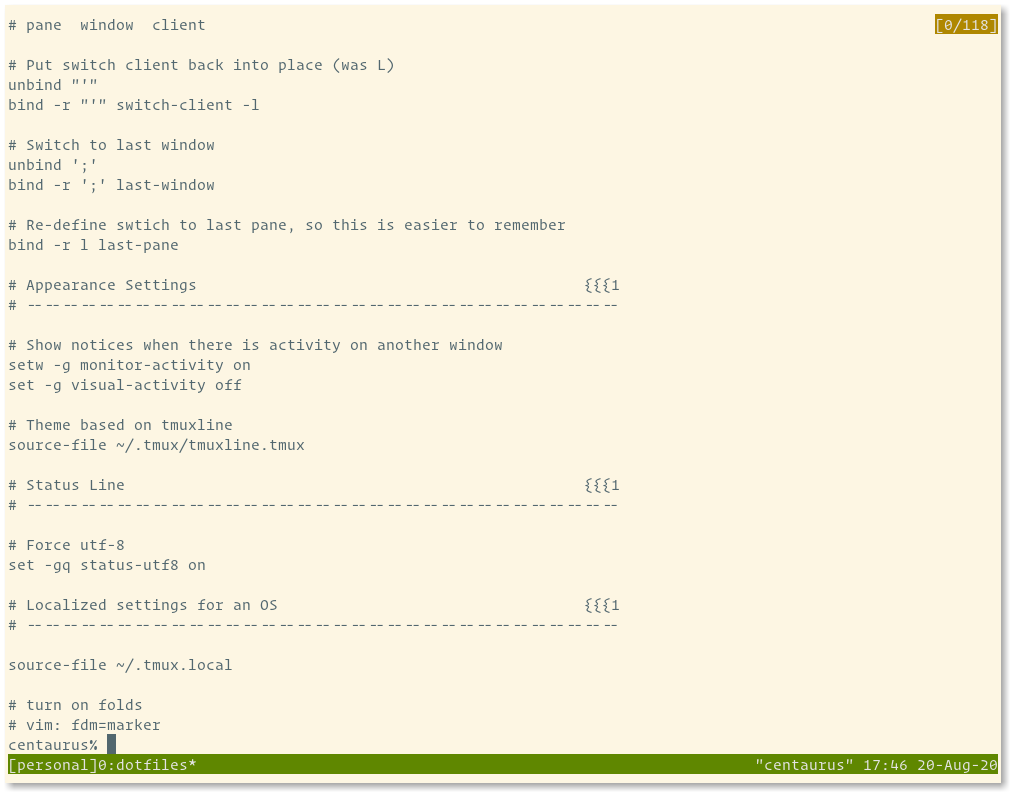 # pane  window  client [0/118]

# Put switch client back into place (was L)
unbind "'"
bind -r "'" switch-client -l

# Switch to last window
unbind ';'
bind -r ';' last-window

# Re-define swtich to last pane, so this is easier to remember
bind -r l last-pane

# Appearance Settings                                           {{{1
# ------------------------------------------------------------------

# Show notices when there is activity on another window
setw -g monitor-activity on
set -g visual-activity off

# Theme based on tmuxline
source-file ~/.tmux/tmuxline.tmux

# Status Line                                                   {{{1
# ------------------------------------------------------------------

# Force utf-8
set -gq status-utf8 on

# Localized settings for an OS                                  {{{1
# ------------------------------------------------------------------

source-file ~/.tmux.local

# turn on folds
# vim: fdm=marker
centaurus%
[personal]0:dotfiles* "centaurus" 17:46 20-Aug-20